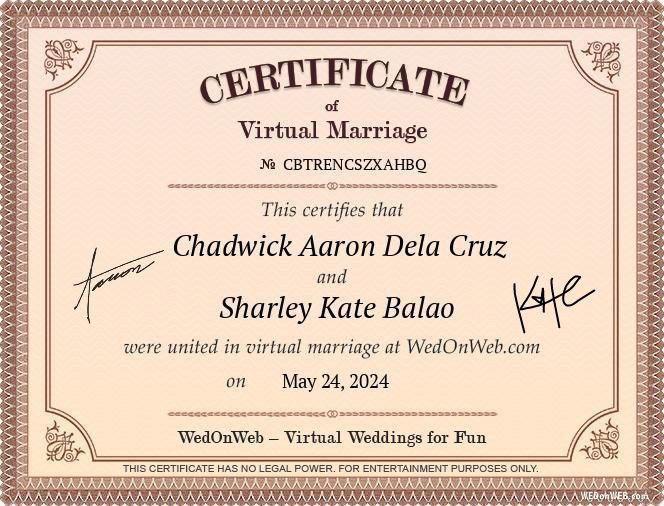 CERTIFICATE
of
Virtual Marriage
№ CBTRENCSZXAHBQ
This certifies that
Chadwick Aaron Dela Cruz
and
Aaron
Sharley Kate Balao
Kate
were united in virtual marriage at WedOnWeb.com
on May 24, 2024
WedOnWeb – Virtual Weddings for Fun
THIS CERTIFICATE HAS NO LEGAL POWER. FOR ENTERTAINMENT PURPOSES ONLY.
WEDonWEB.com